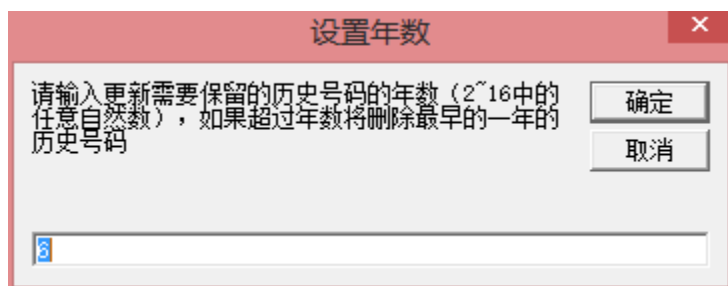 设置年数
×
请输入更新需要保留的历史号码的年数（2~16中的
任意自然数），如果超过年数将删除最早的一年的
历史号码
确定
取消
6